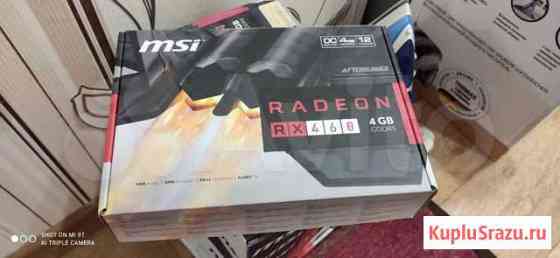 msi
OC 4GB 12
AFTERBURNER
RADEON
RX 460
4 GB
GDDR5
SHOT ON MI 9T
AI TRIPLE CAMERA
KupluSrazu.ru